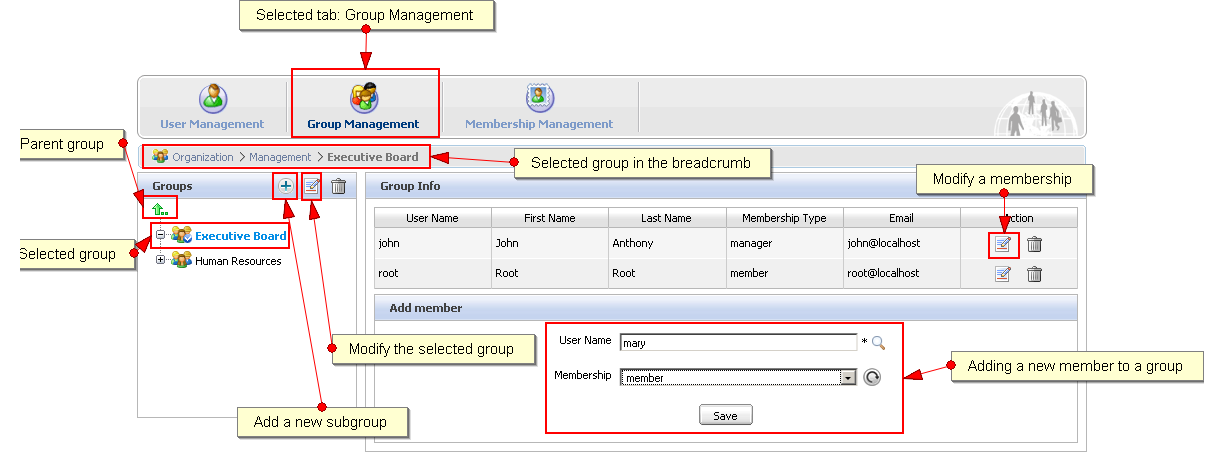 Selected tab: Group Management
User Management
Group Management
Membership Management
Parent group
Organization > Management > Executive Board
Selected group in the breadcrumb
Modify a membership
Groups
Group Info
User Name First Name Last Name Membership Type Email Action
john John Anthony manager john@localhost
root Root Root member root@localhost
Selected group
Executive Board
Human Resources
Add member
User Name mary *
Membership member
Save
Modify the selected group
Adding a new member to a group
Add a new subgroup